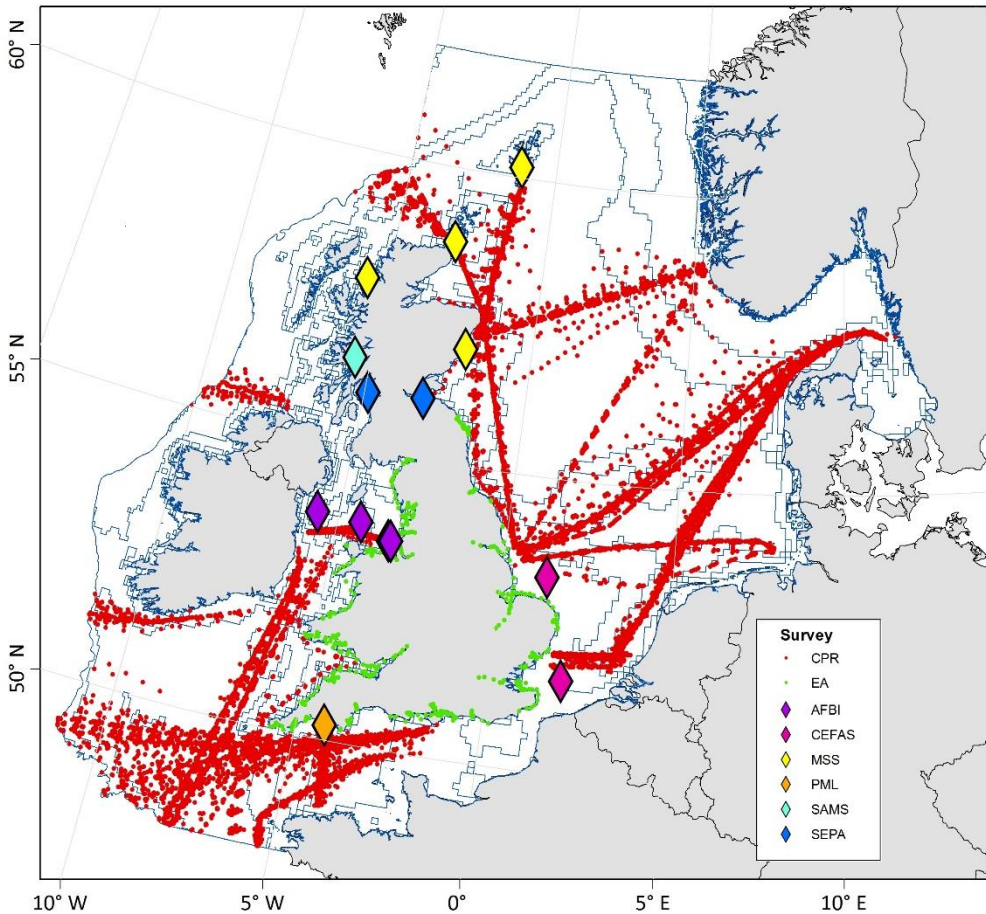 60° N
55° N
50° N
Survey
CPR
EA
AFBI
CEFAS
MSS
PML
SAMS
SEPA
10° W
5° W
0°
5° E
10° E